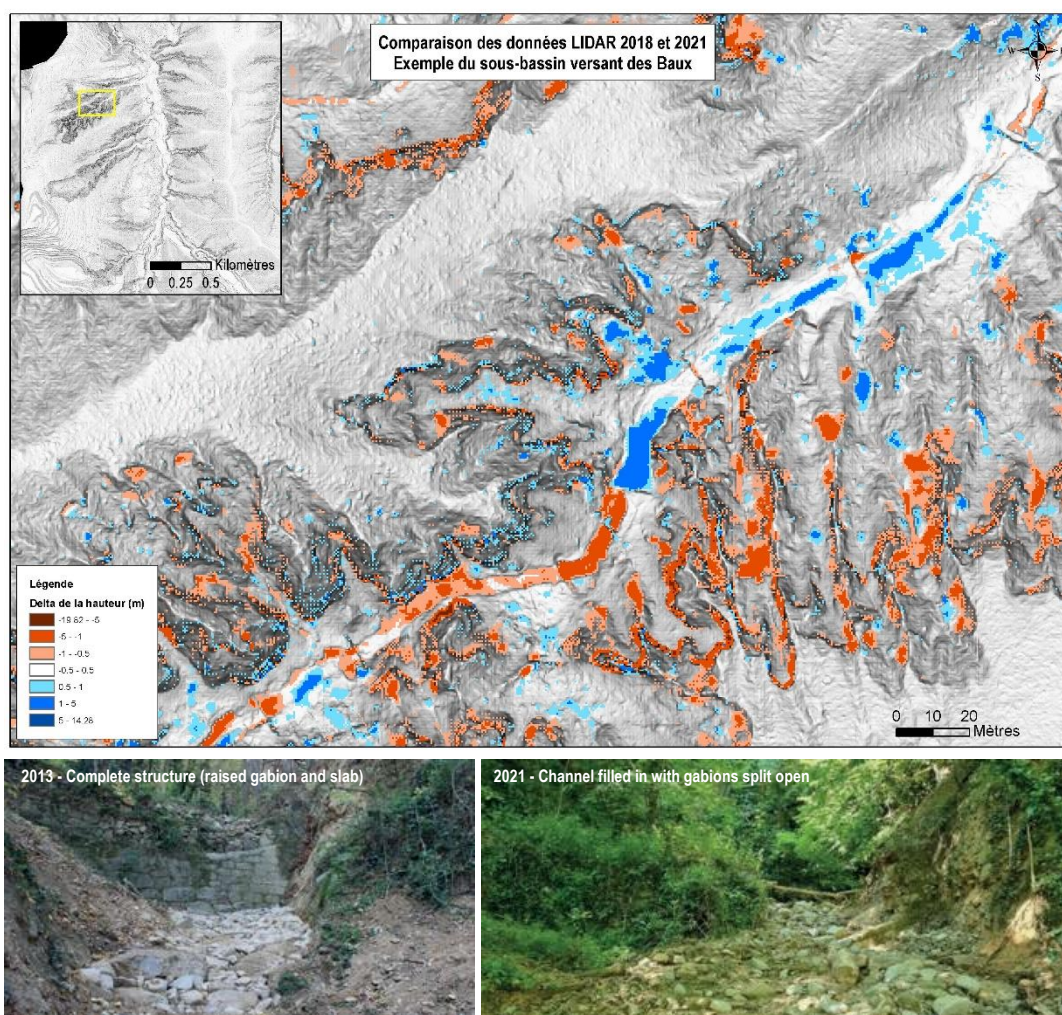 Comparaison des données LIDAR 2018 et 2021
Exemple du sous-bassin versant des Baux
W
S
Kilomètres
0 0.25 0.5
Légende
Delta de la hauteur (m)
-19.82 - -5
-5 - -1
-1 - -0.5
-0.5 - 0.5
0.5 - 1
1 - 5
5 - 14.28
0 10 20
Mètres
2013 - Complete structure (raised gabion and slab)
2021 - Channel filled in with gabions split open